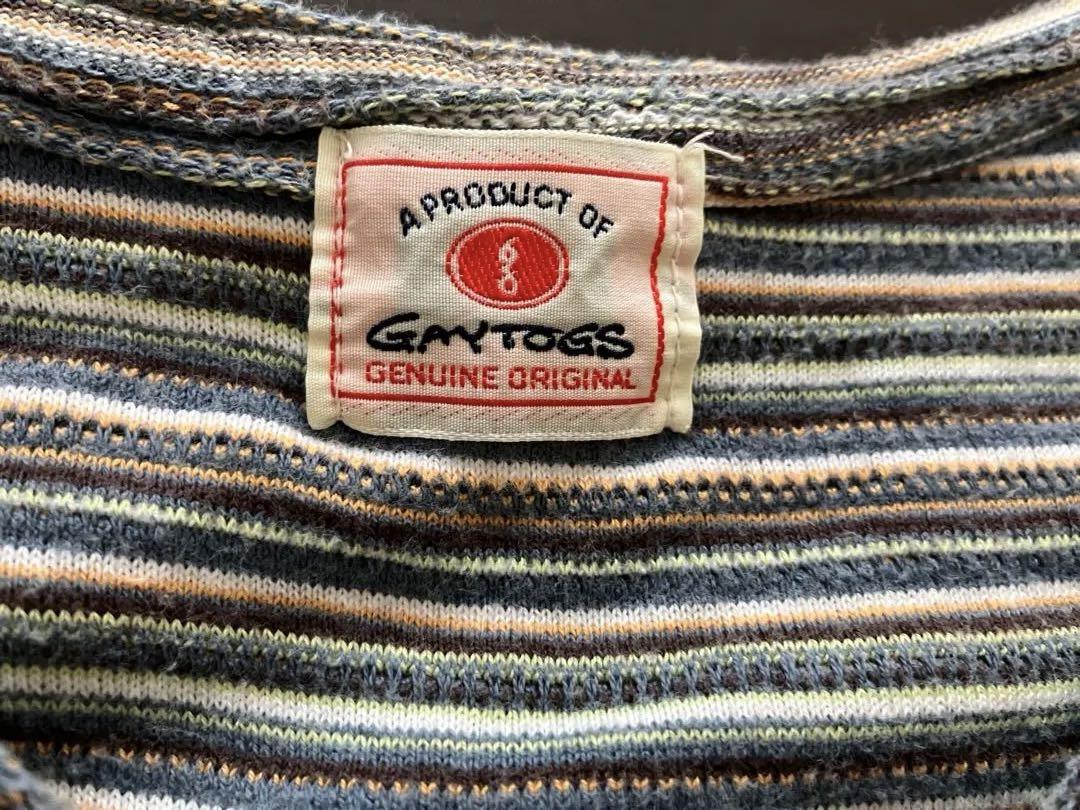 A PRODUCT OF
GAYTOGS
GENUINE ORIGINAL